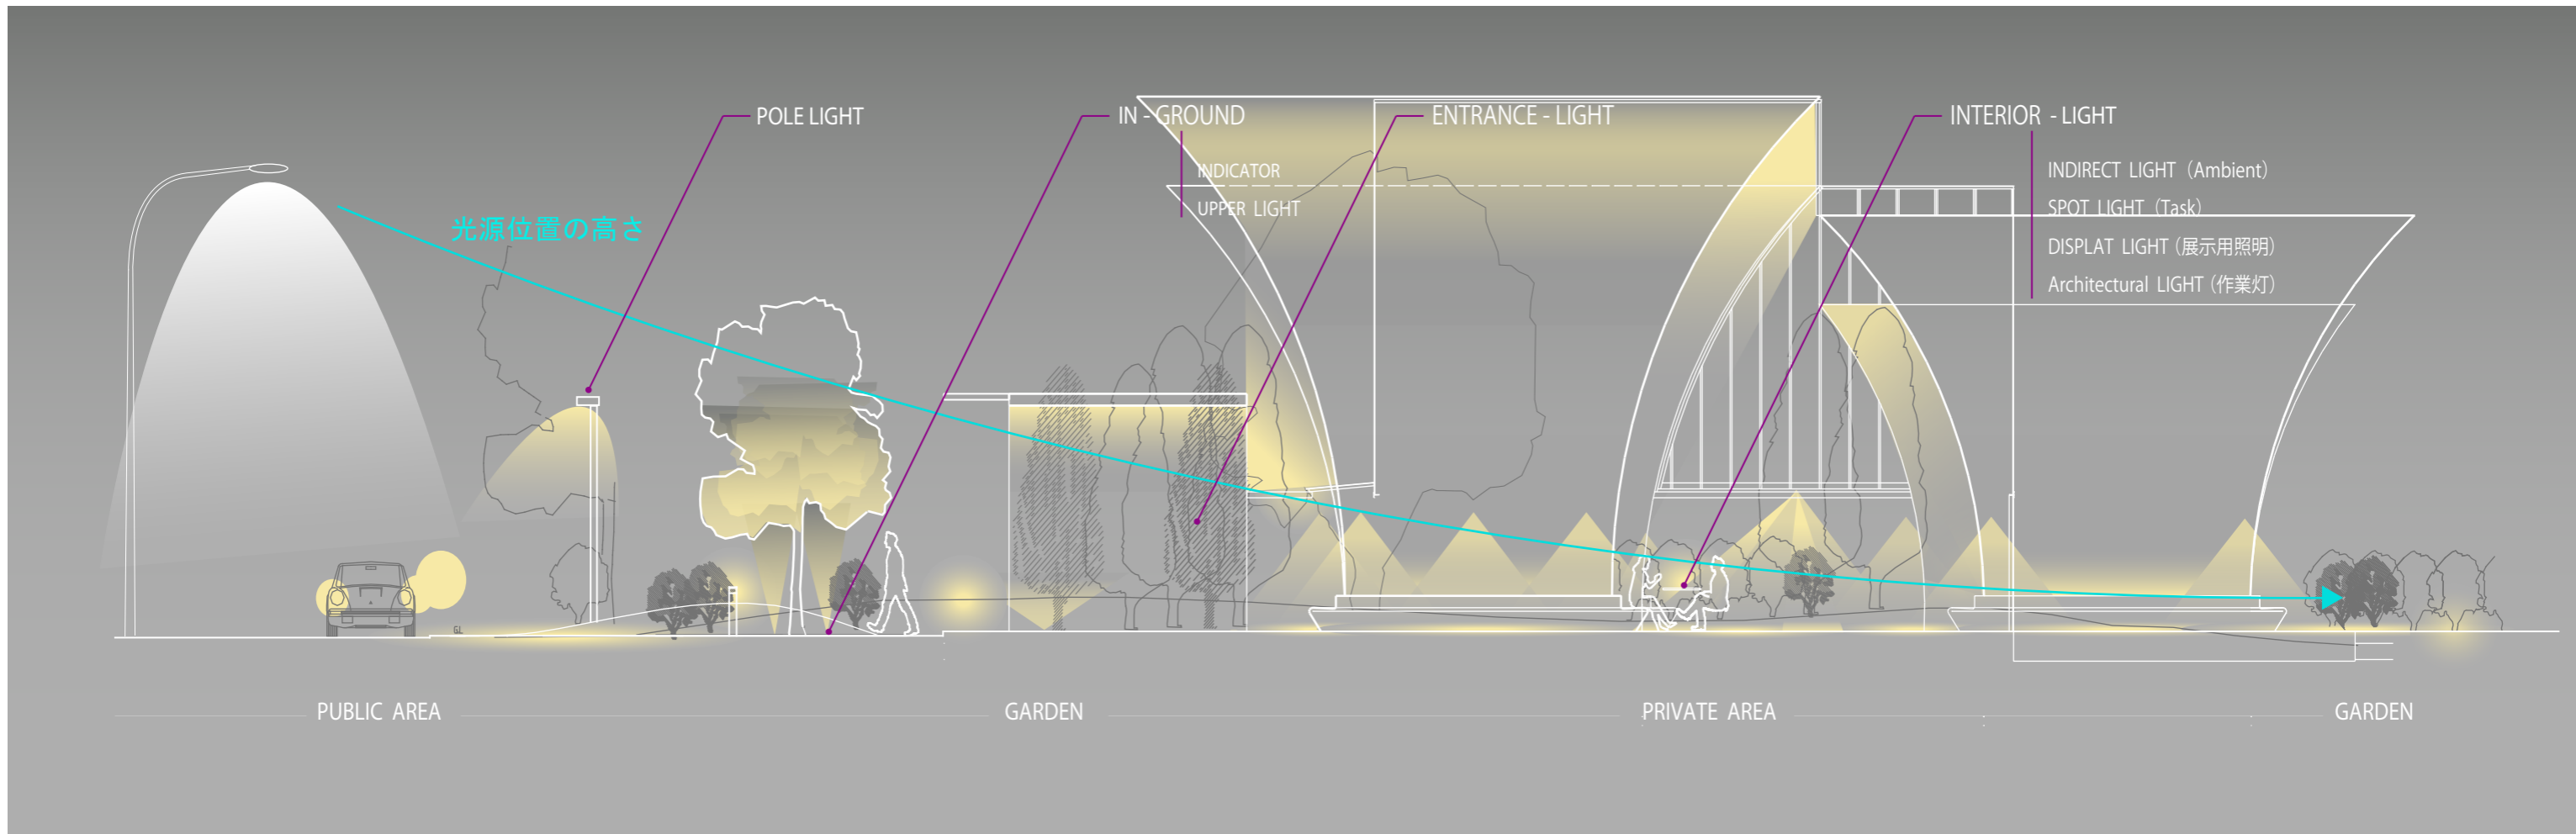 POLE LIGHT
IN - GROUND
INDICATOR
UPPER LIGHT
ENTRANCE - LIGHT
INTERIOR - LIGHT
INDIRECT LIGHT（Ambient）
SPOT LIGHT（Task）
DISPLAT LIGHT（展示用照明）
Architectural LIGHT（作業灯）
光源位置の高さ
GL
PUBLIC AREA
GARDEN
PRIVATE AREA
GARDEN